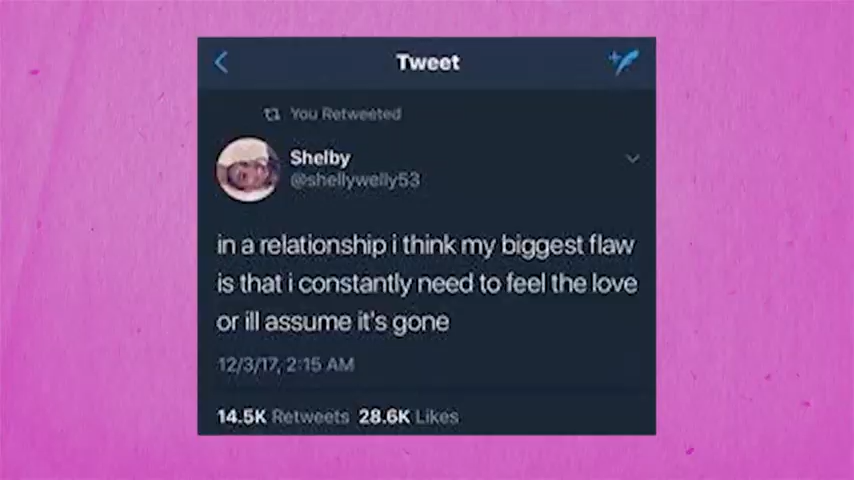 Tweet
You Retweeted
Shelby
@shellywelly53
in a relationship i think my biggest flaw
is that i constantly need to feel the love
or ill assume it's gone
12/3/17, 2:15 AM
14.5K Retweets 28.6K Likes